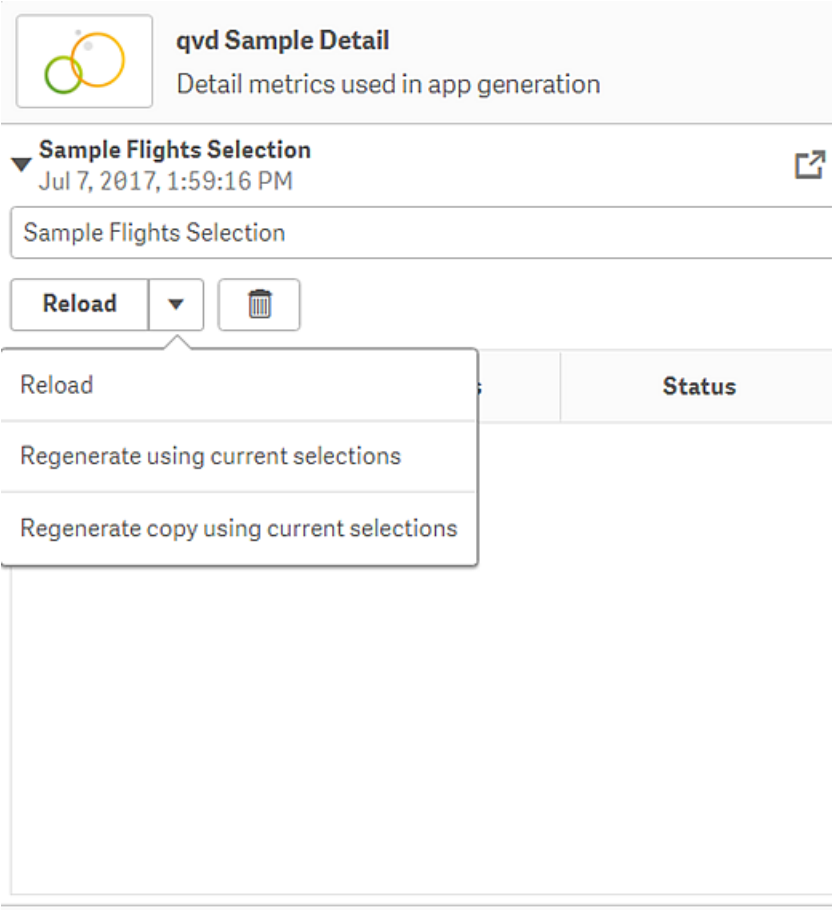 qvd Sample Detail
Detail metrics used in app generation
Sample Flights Selection
Jul 7, 2017, 1:59:16 PM
Sample Flights Selection
Reload
Reload
Status
Regenerate using current selections
Regenerate copy using current selections